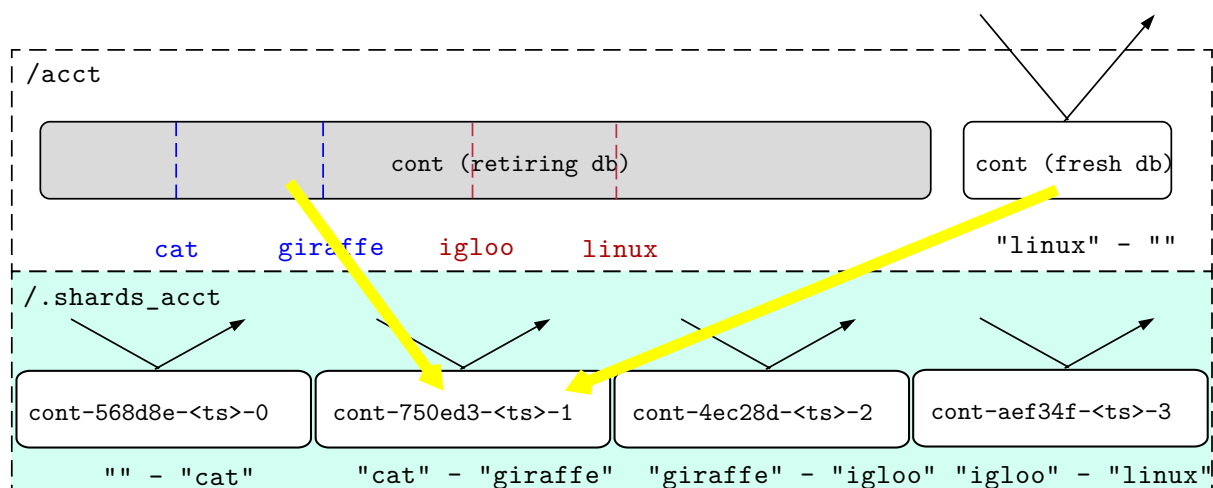 /acct
cont (retiring db)
cont (fresh db)
cat
giraffe
igloo
linux
"linux" - ""
/.shards_acct
cont-568d8e-<ts>-0
cont-750ed3-<ts>-1
cont-4ec28d-<ts>-2
cont-aef34f-<ts>-3
"" - "cat"
"cat" - "giraffe"
"giraffe" - "igloo"
"igloo" - "linux"